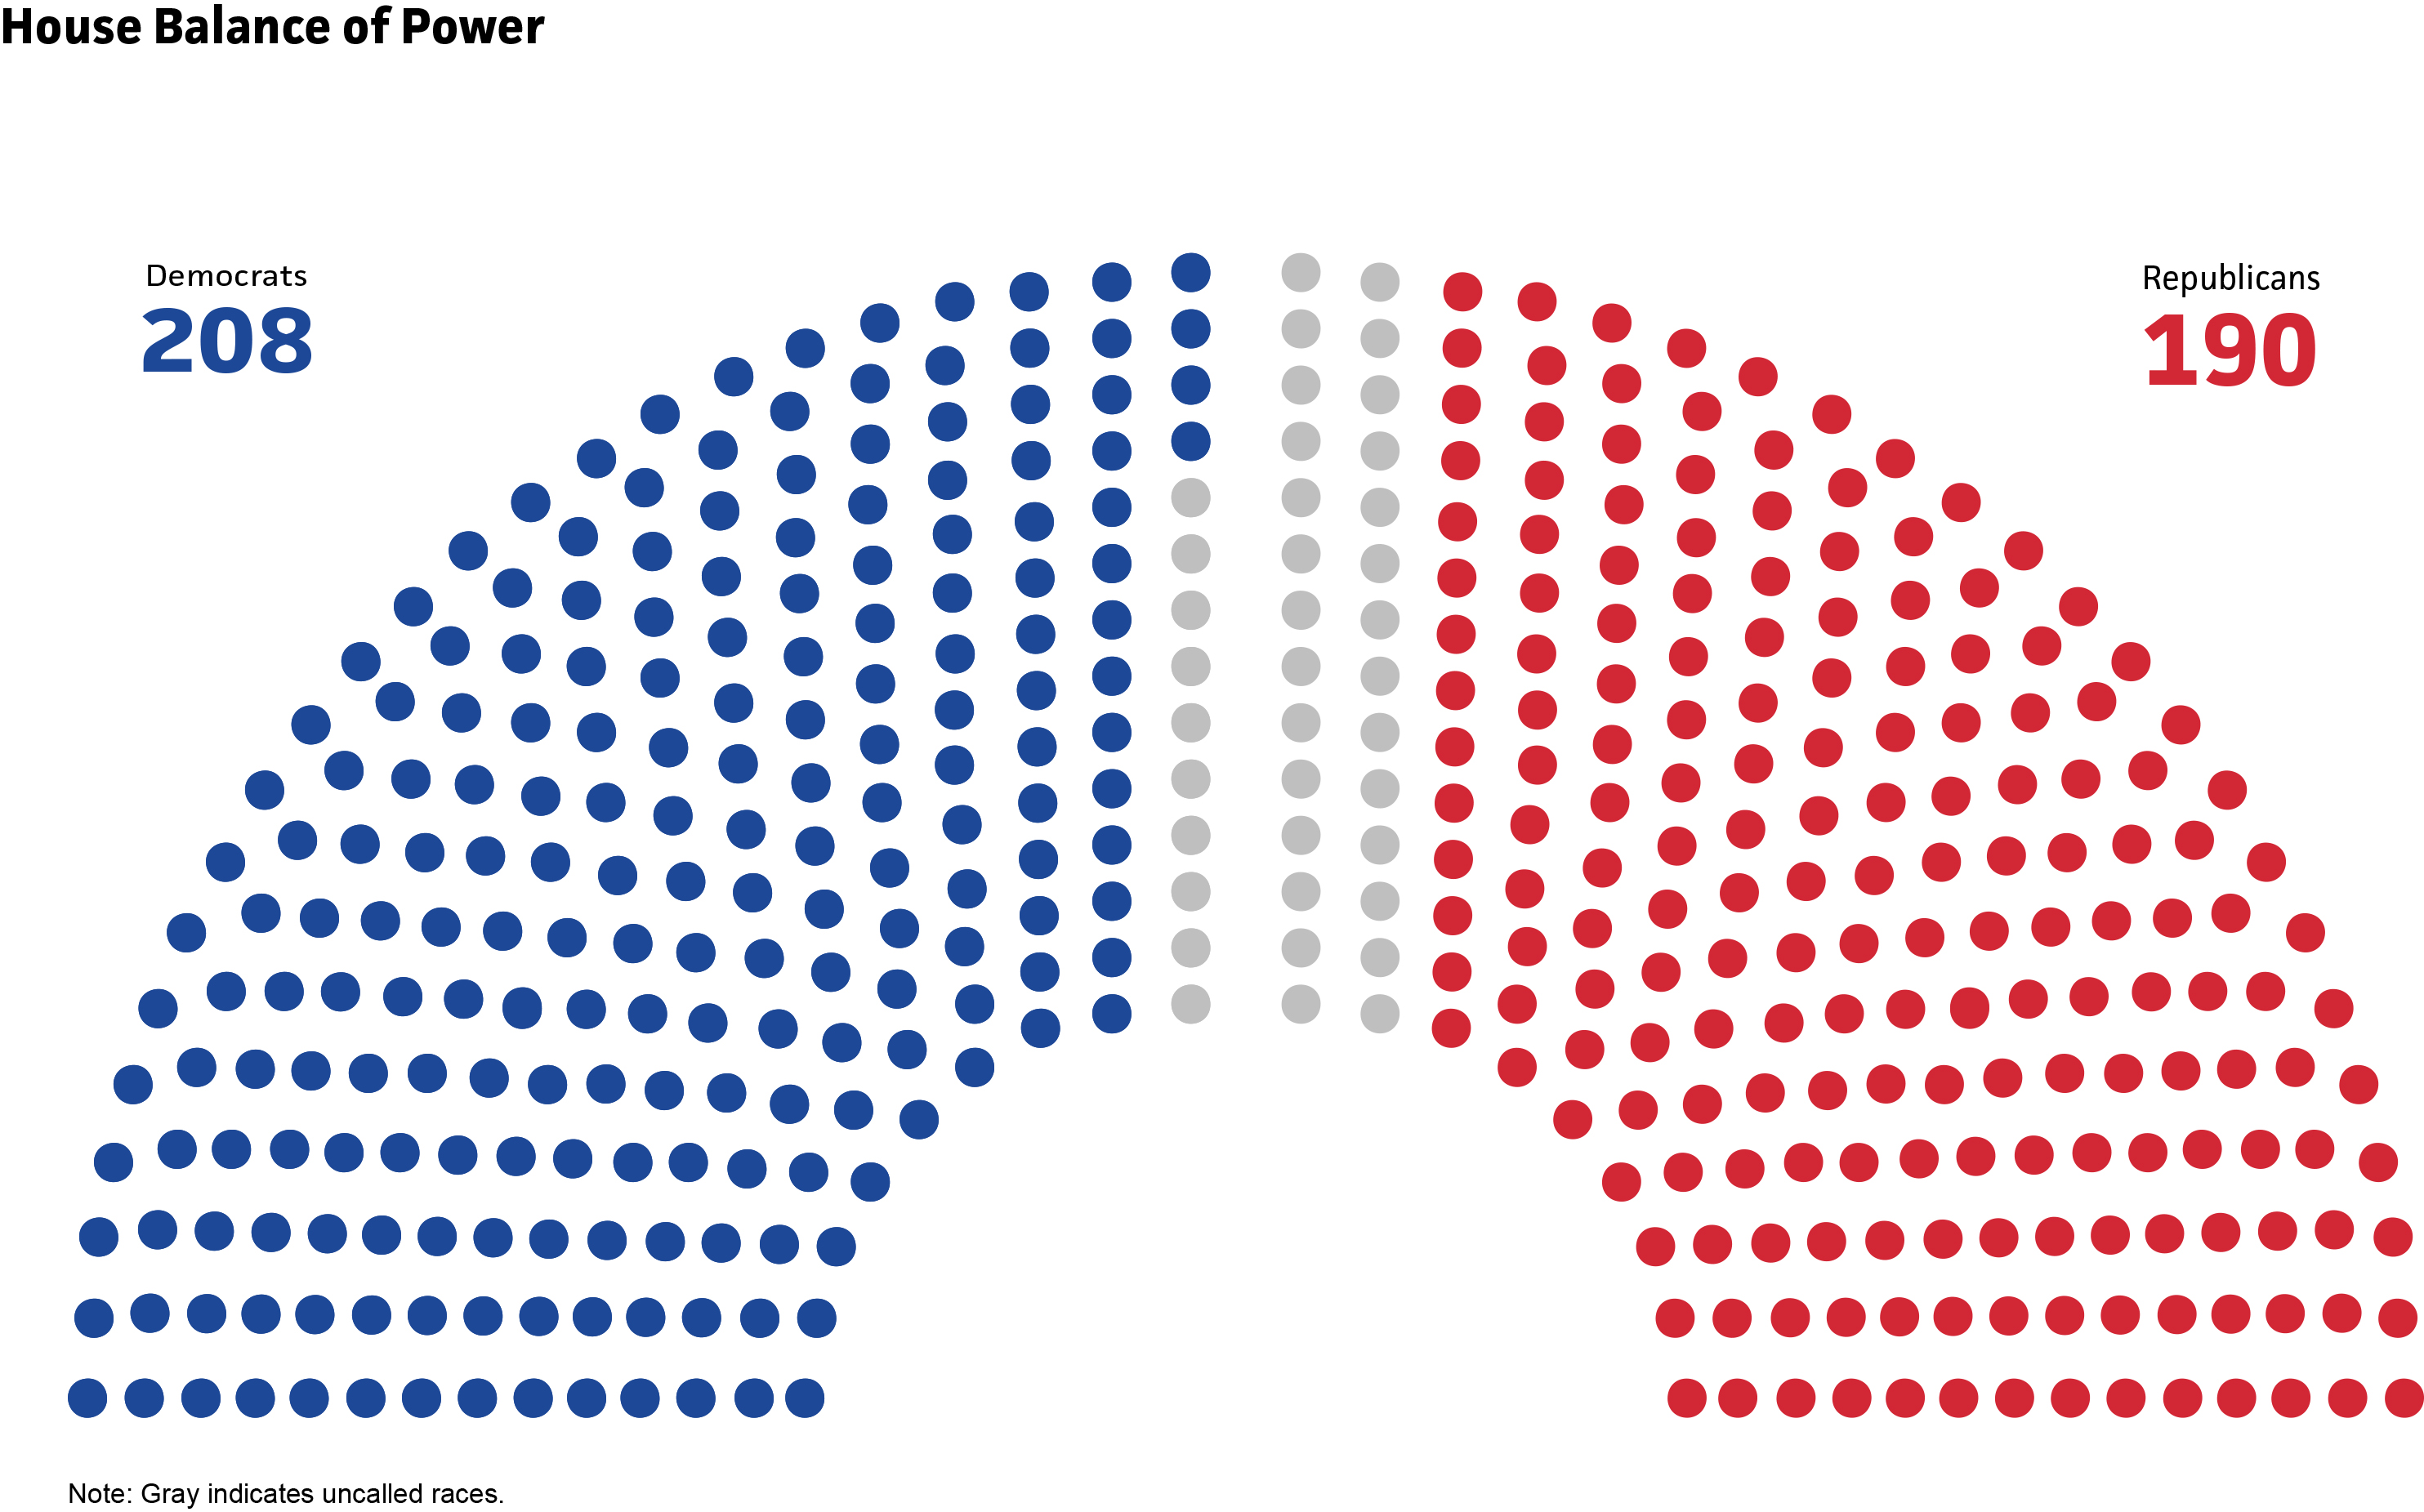 House Balance of Power
Democrats
208
Republicans
190
Note: Gray indicates uncalled races.